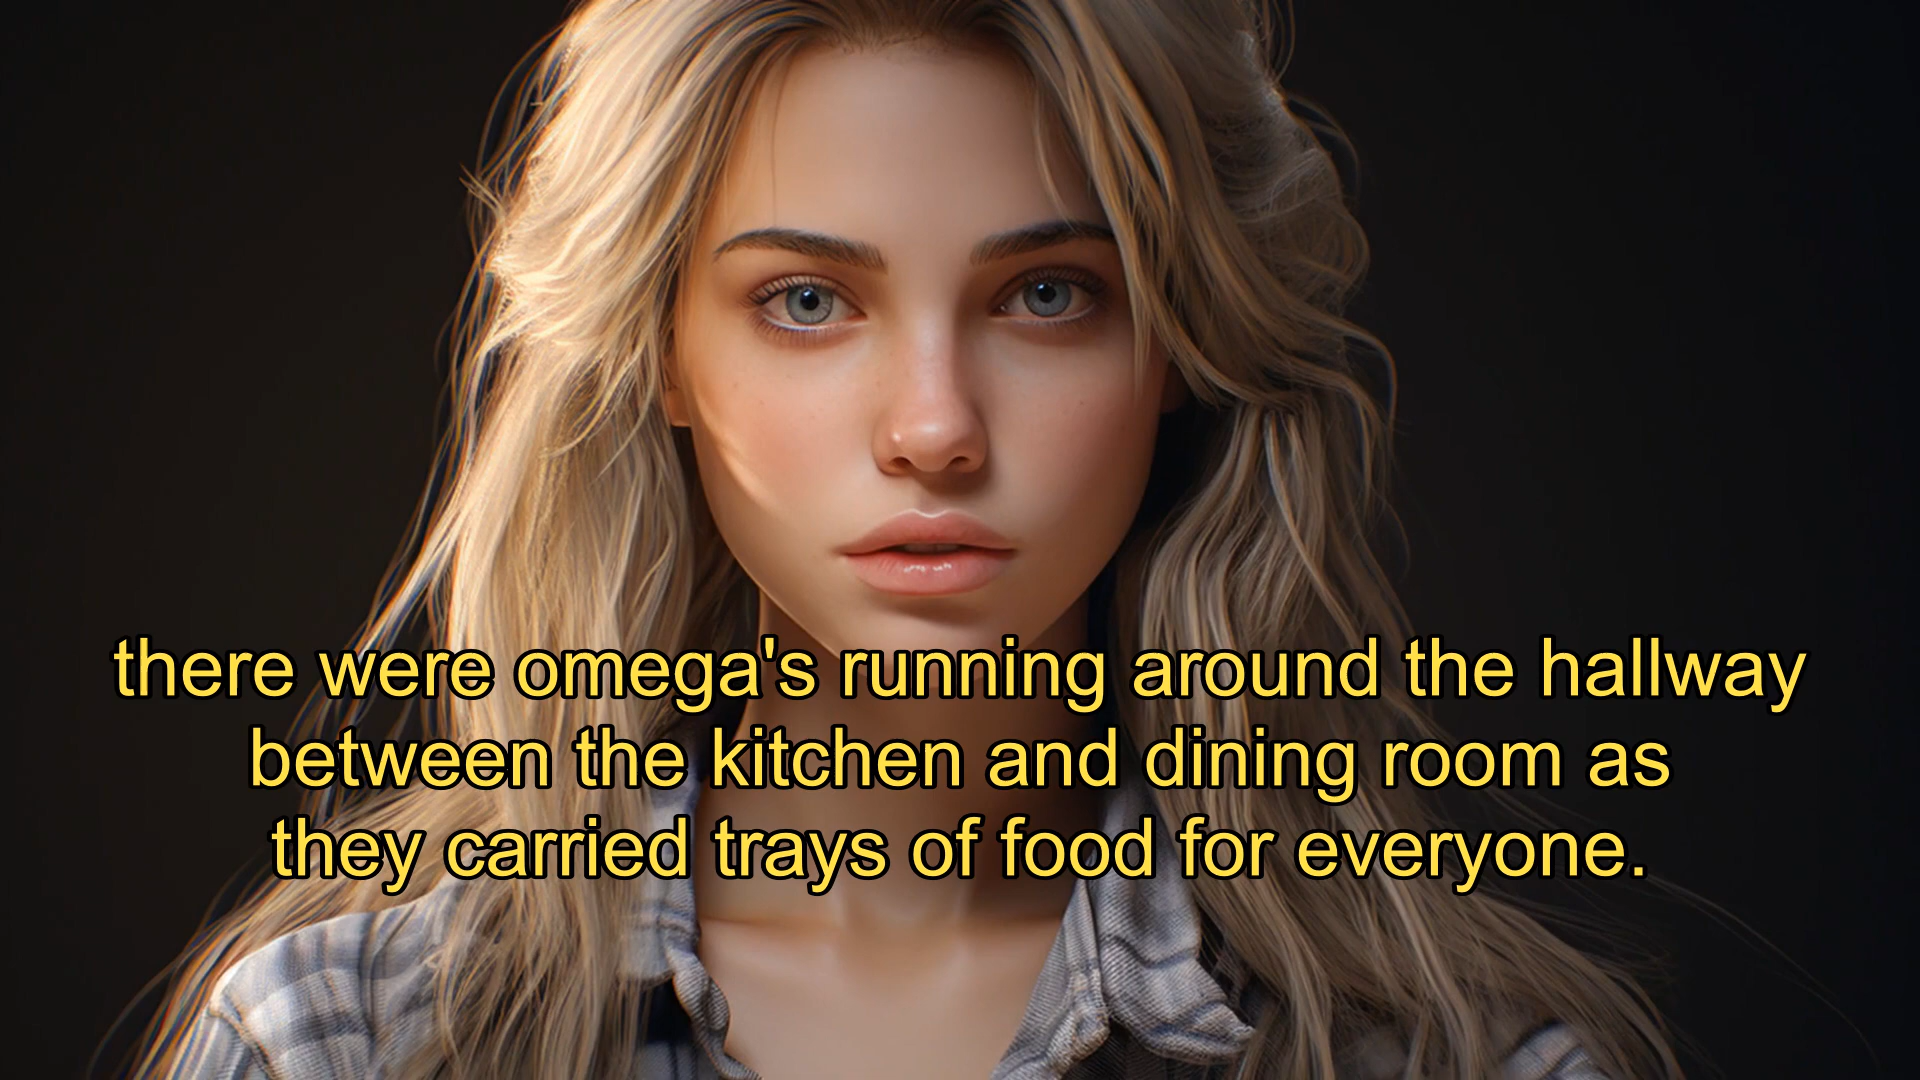 there were omega's running around the hallway
between the kitchen and dining room as
they carried trays of food for everyone.